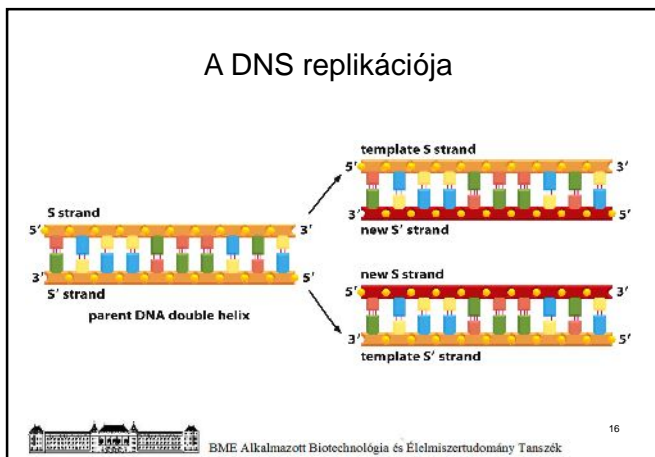 A DNS replikációja
S strand
5′ 3′
3′ 5′
S′ strand
parent DNA double helix
template S strand
5′ 3′
3′ 5′
new S′ strand
new S strand
5′ 3′
3′ 5′
template S′ strand
BME Alkalmazott Biotechnológia és Élelmiszertudomány Tanszék
16